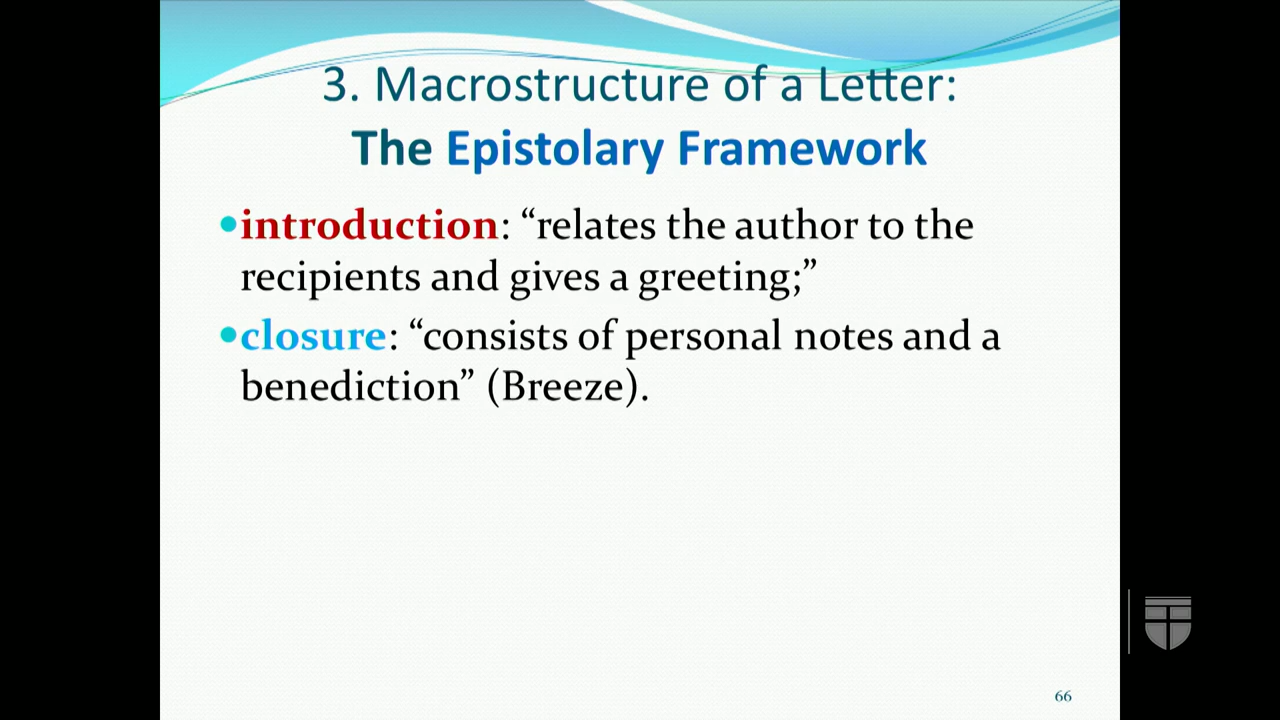 3. Macrostructure of a Letter:
The Epistolary Framework
•introduction: “relates the author to the
recipients and gives a greeting;”
•closure: “consists of personal notes and a
benediction” (Breeze).
66